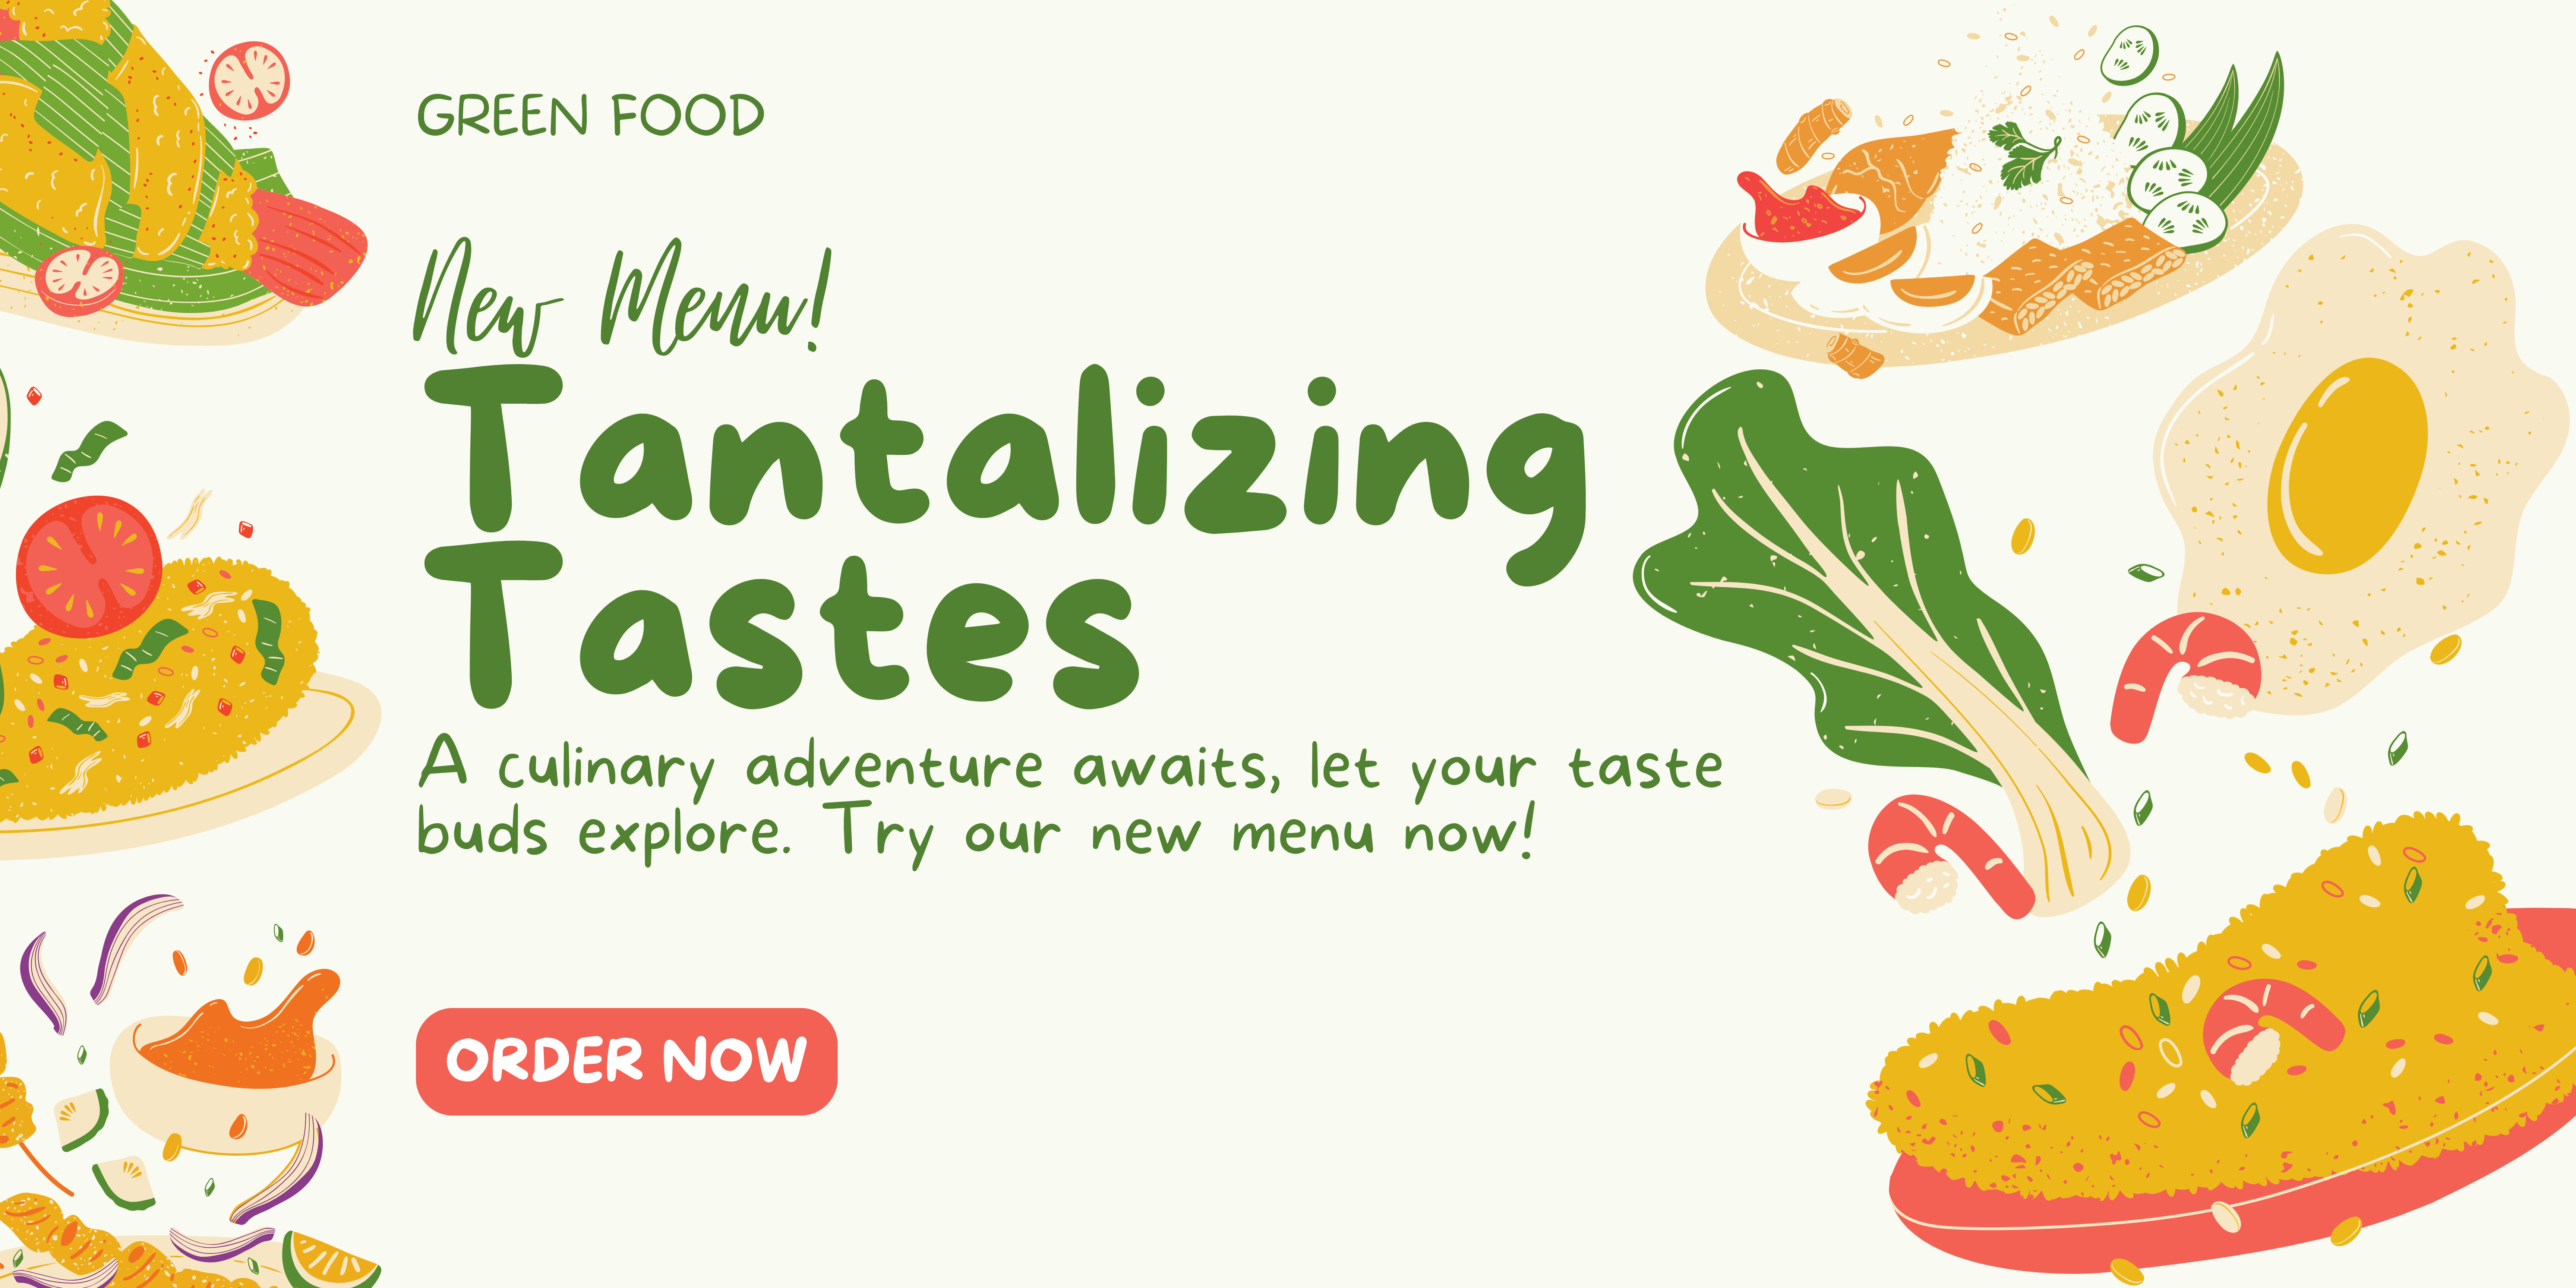 GREEN FOOD
New Menu!
Tantalizing
Tastes
A culinary adventure awaits, let your taste
buds explore. Try our new menu now!
ORDER NOW